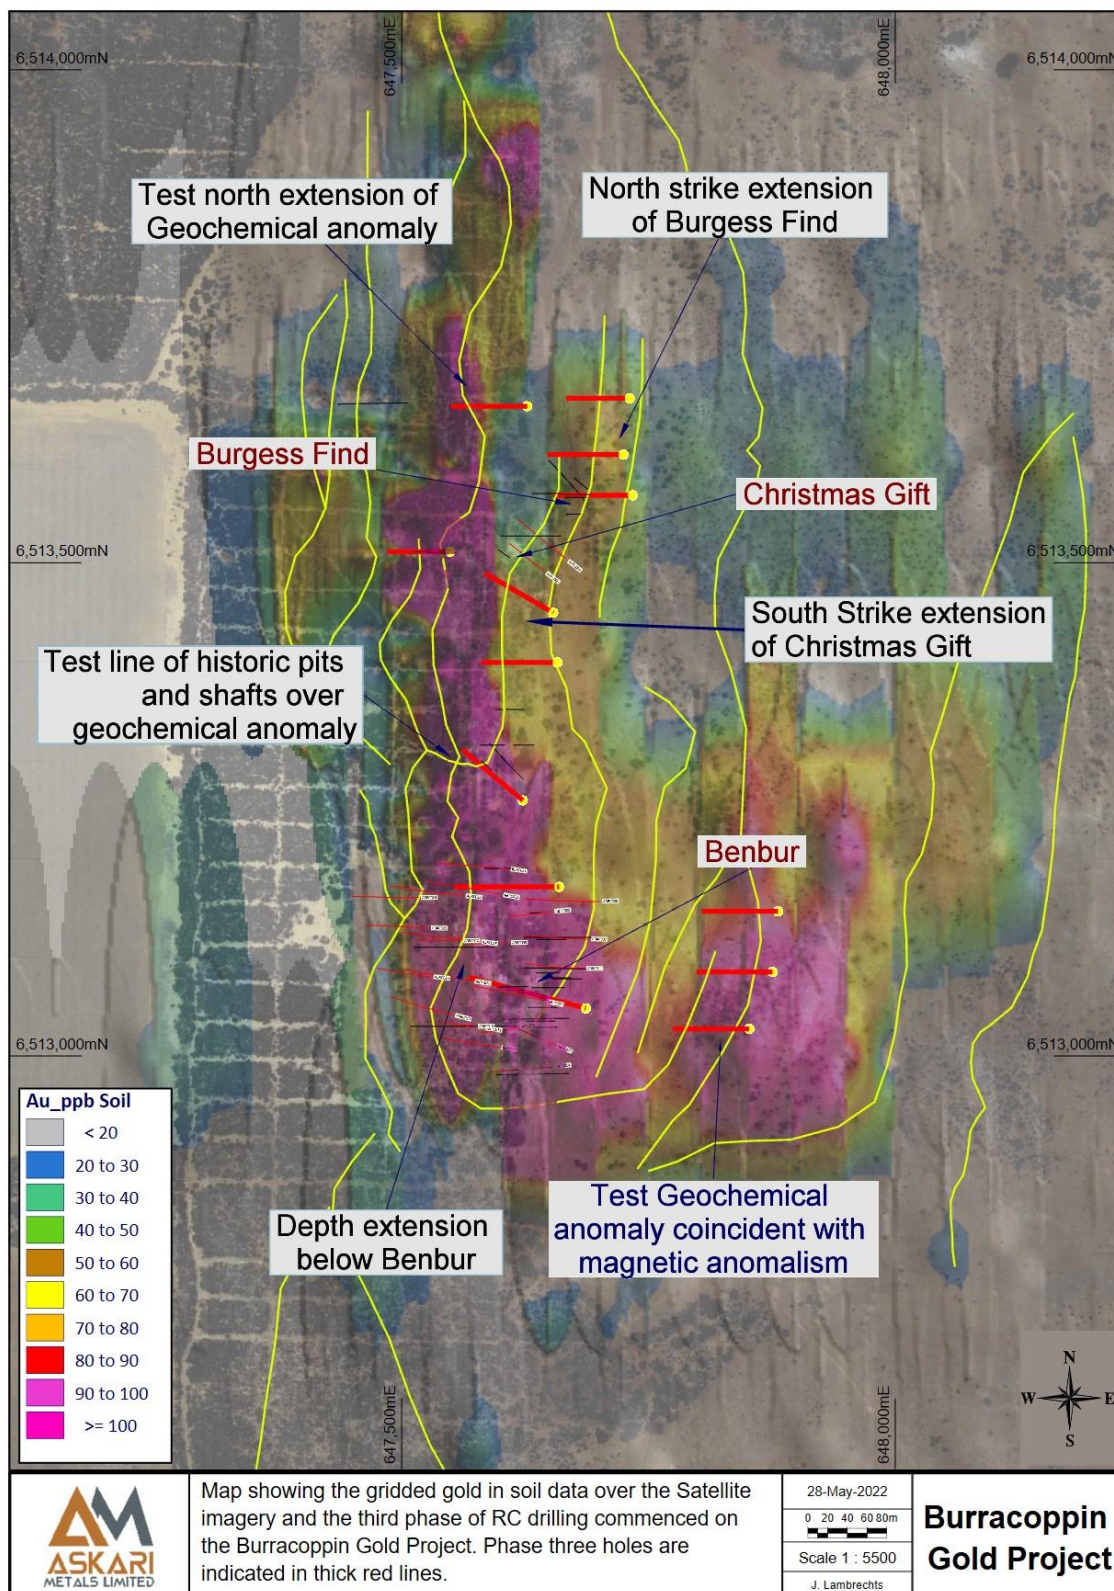 6,514,000mN
647,500mE
648,000mE
6,514,000mN
Test north extension of
Geochemical anomaly
North strike extension
of Burgess Find
Burgess Find
Christmas Gift
6,513,500mN
6,513,500mN
South Strike extension
of Christmas Gift
Test line of historic pits
and shafts over
geochemical anomaly
Benbur
6,513,000mN
6,513,000mN
Au_ppb Soil
< 20
20 to 30
30 to 40
40 to 50
50 to 60
60 to 70
70 to 80
80 to 90
90 to 100
>= 100
Depth extension
below Benbur
Test Geochemical
anomaly coincident with
magnetic anomalism
N
W E
S
647,500mE
648,000mE
AM
ASKARI
METALS LIMITED
Map showing the gridded gold in soil data over the Satellite
imagery and the third phase of RC drilling commenced on
the Burracoppin Gold Project. Phase three holes are
indicated in thick red lines.
28-May-2022
0 20 40 60 80m
Scale 1 : 5500
J. Lambrechts
Burracoppin
Gold Project